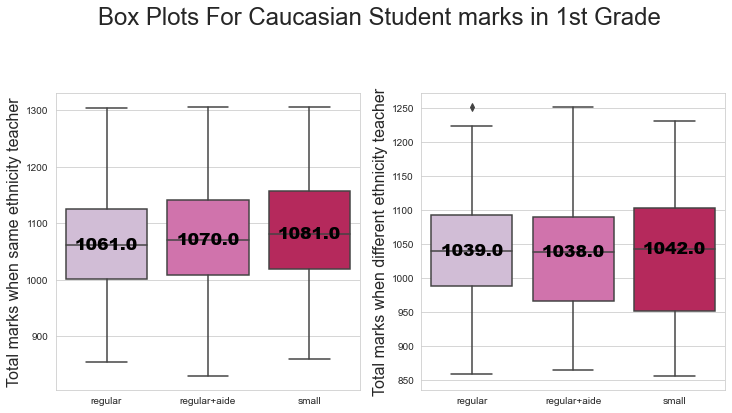 Box Plots For Caucasian Student marks in 1st Grade
Total marks when same ethnicity teacher
1300
1200
1100
1000
900
1061.0
1070.0
1081.0
regular
regular+aide
small
Total marks when different ethnicity teacher
1250
1200
1150
1100
1050
1000
950
900
850
1039.0
1038.0
1042.0
regular
regular+aide
small